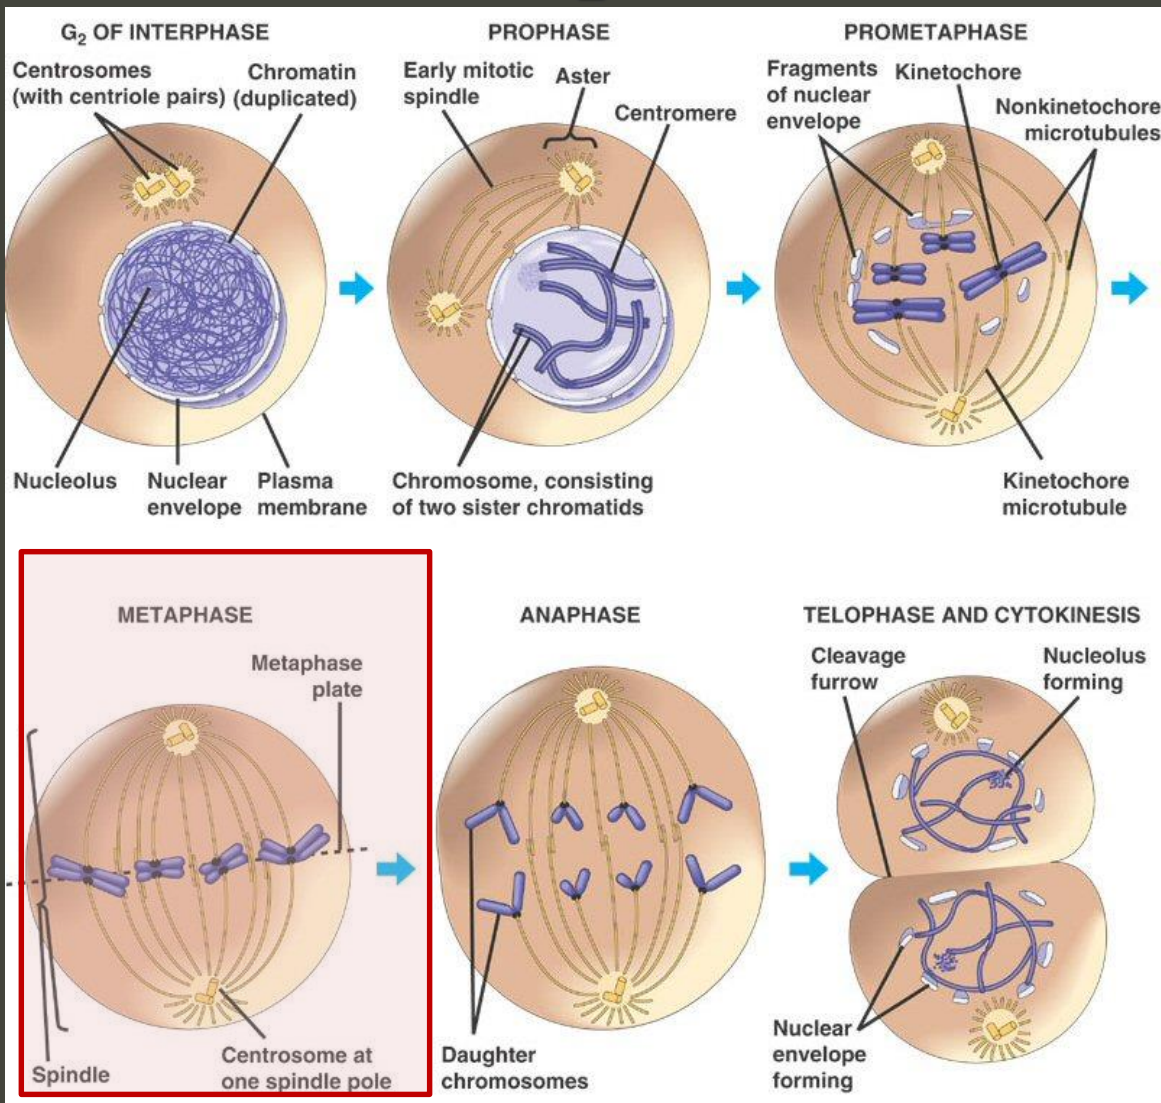 G₂ OF INTERPHASE
Centrosomes
(with centriole pairs)
Chromatin
(duplicated)
Nucleolus
Nuclear
envelope
Plasma
membrane
PROPHASE
Early mitotic
spindle
Aster
Centromere
Chromosome, consisting
of two sister chromatids
PROMETAPHASE
Fragments
of nuclear
envelope
Kinetochore
Nonkinetochore
microtubules
Kinetochore
microtubule
METAPHASE
Metaphase
plate
Spindle
Centrosome at
one spindle pole
ANAPHASE
Daughter
chromosomes
TELOPHASE AND CYTOKINESIS
Cleavage
furrow
Nucleolus
forming
Nuclear
envelope
forming